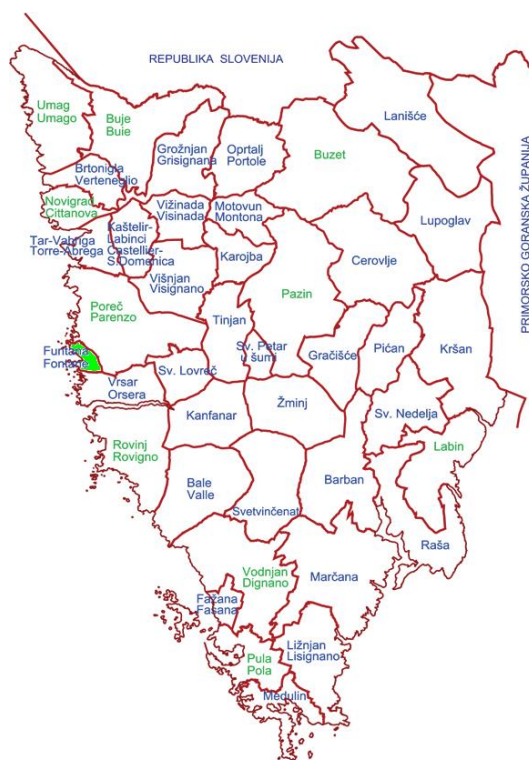 REPUBLIKA SLOVENIJA
PRIMORSKO GORANSKA ŽUPANIJA
Umag
Umago
Buje
Buie
Lanišće
Grožnjan
Grisignana
Oprtalj
Portole
Buzet
Brtonigla
Verteneglio
Novigrad
Cittanova
Vižinada
Visinada
Motovun
Montona
Lupoglav
Tar-Vabriga
Torre-Abrega
Kaštelir-
Labinci
Castellier-
S.Domenica
Karojba
Cerovlje
Višnjan
Visignano
Pazin
Poreč
Parenzo
Tinjan
Sv. Petar
u šumi
Gračišće
Pićan
Kršan
Funtana
Fontane
Vrsar
Orsera
Sv. Lovreč
Kanfanar
Žminj
Sv. Nedelja
Labin
Rovinj
Rovigno
Bale
Valle
Svetvinčenat
Barban
Raša
Vodnjan
Dignano
Marčana
Fažana
Fasana
Ližnjan
Lisignano
Pula
Pola
Medulin